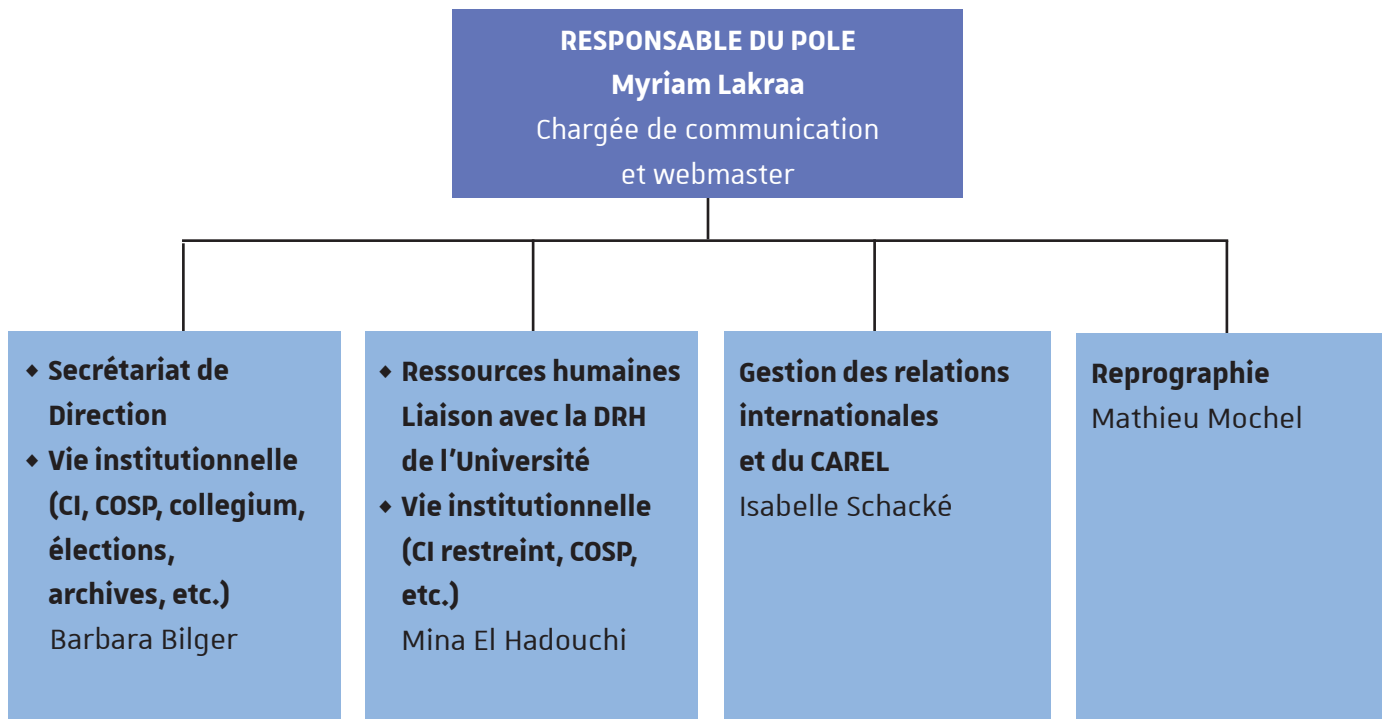 RESPONSABLE DU POLE
Myriam Lakraa
Chargée de communication
et webmaster
◆ Secrétariat de
Direction
◆ Vie institutionnelle
(CI, COSP, collegium,
élections,
archives, etc.)
Barbara Bilger
◆ Ressources humaines
Liaison avec la DRH
de l'Université
◆ Vie institutionnelle
(CI restreint, COSP,
etc.)
Mina El Hadouchi
Gestion des relations
internationales
et du CAREL
Isabelle Schacké
Reprographie
Mathieu Mochel